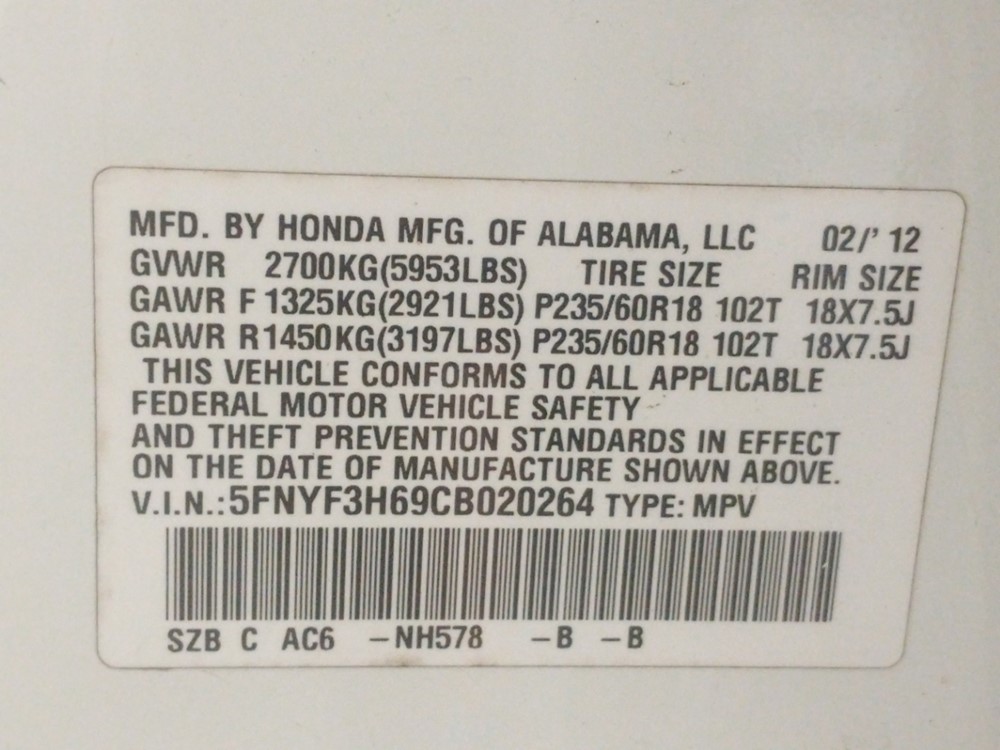 MFD. BY HONDA MFG. OF ALABAMA, LLC 02/' 12
GVWR 2700KG(5953LBS) TIRE SIZE RIM SIZE
GAWR F 1325KG(2921LBS) P235/60R18 102T 18X7.5J
GAWR R1450KG(3197LBS) P235/60R18 102T 18X7.5J
THIS VEHICLE CONFORMS TO ALL APPLICABLE
FEDERAL MOTOR VEHICLE SAFETY
AND THEFT PREVENTION STANDARDS IN EFFECT
ON THE DATE OF MANUFACTURE SHOWN ABOVE.
V.I.N.:5FNYF3H69CB020264 TYPE: MPV
SZB C AC6 -NH578 -B -B